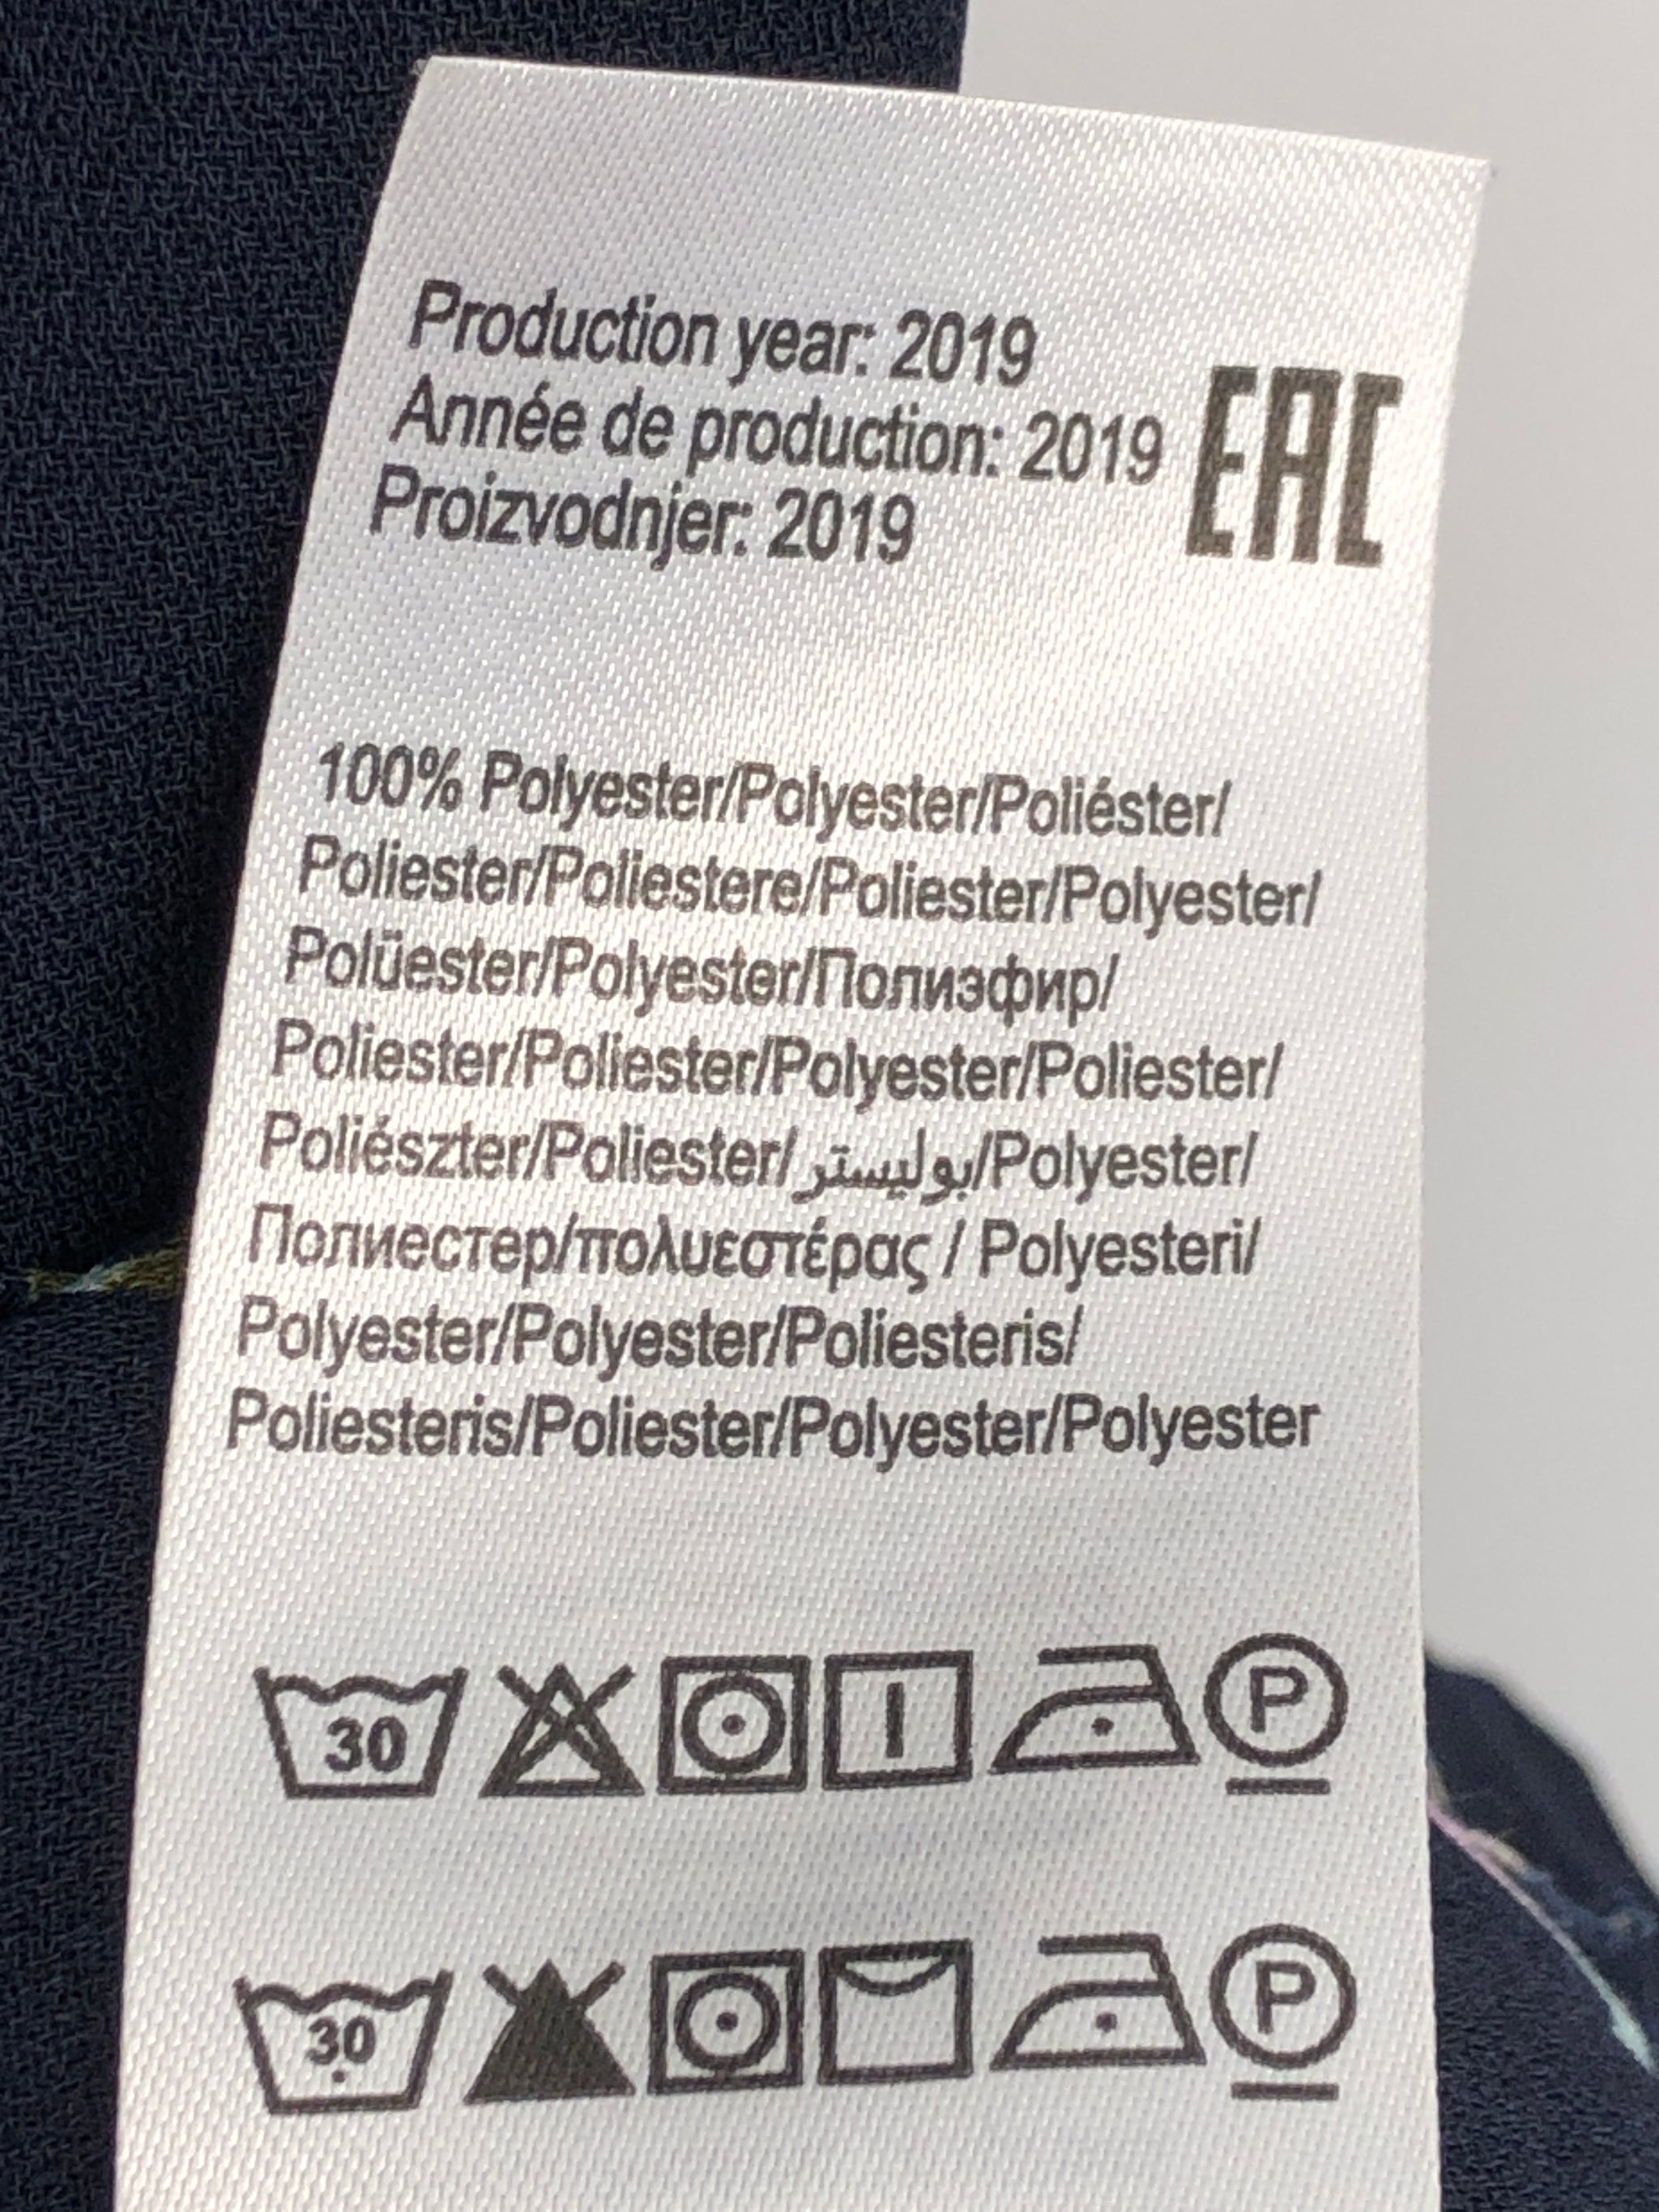 Production year: 2019
Année de production: 2019
Proizvodnjer: 2019
EAC
100% Polyester/Polyester/Poliéster/
Poliester/Poliestere/Poliester/Polyester/
Polüester/Polyester/Полиэфир/
Poliester/Poliester/Polyester/Poliester/
Poliészter/Poliester/بوليستر/Polyester/
Полиестер/πολυεστέρας / Polyesteri/
Polyester/Polyester/Poliesteris/
Poliesteris/Poliester/Polyester/Polyester
30 P
30 P